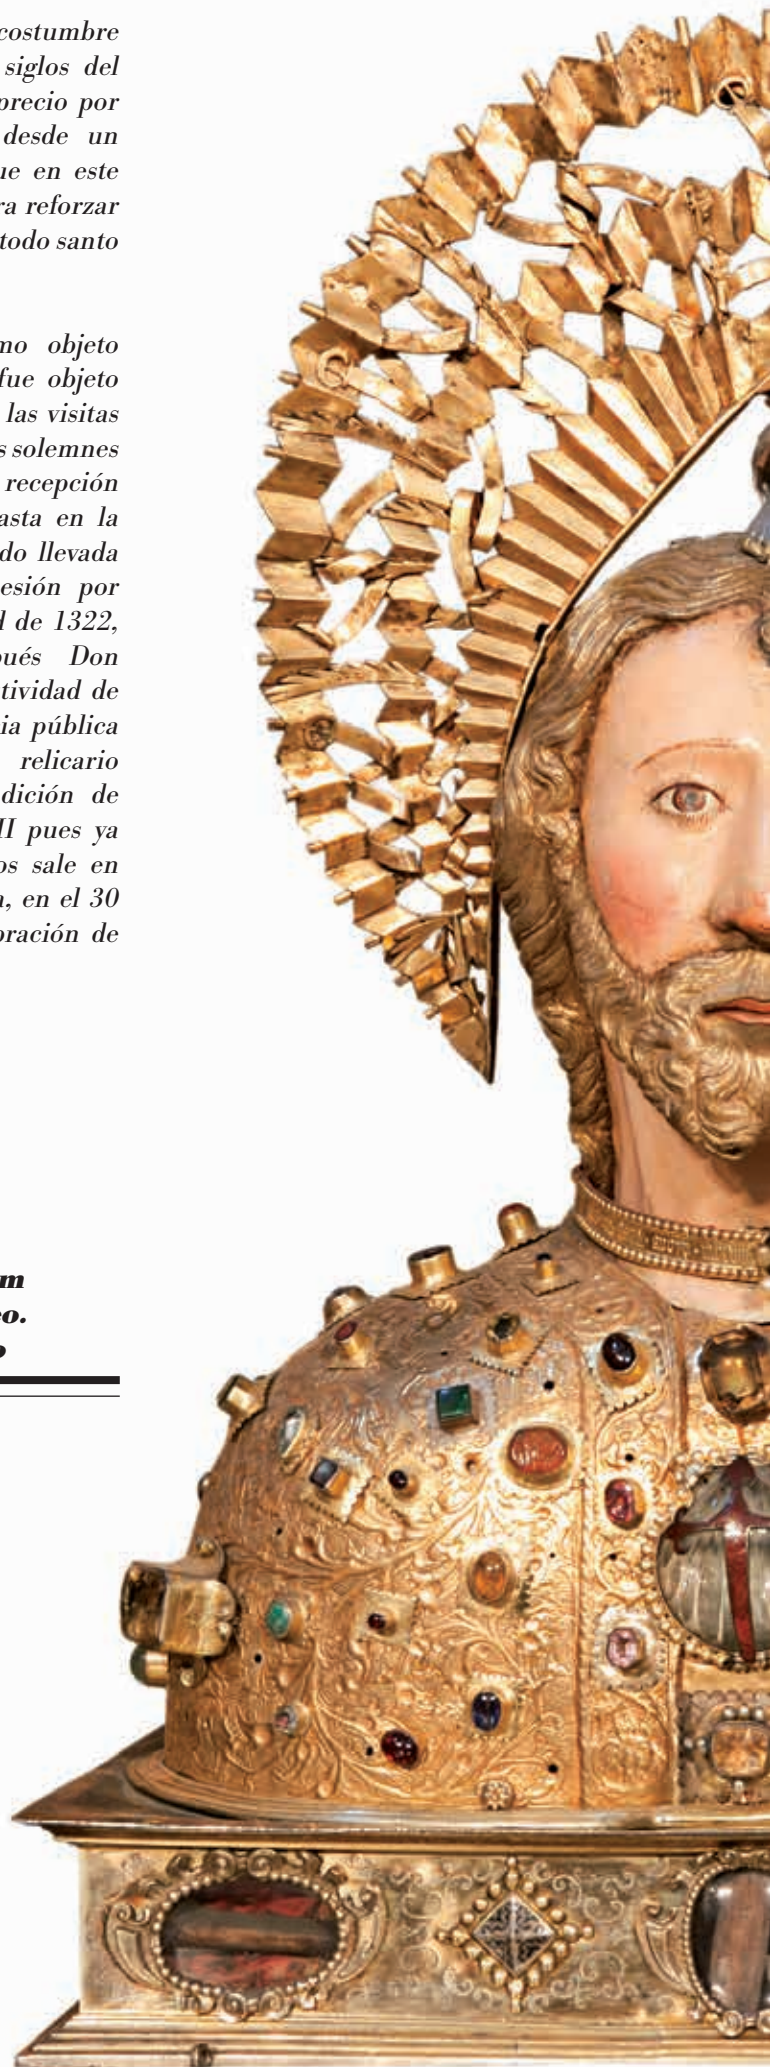 costumbre
siglos del
precio por
desde un
ue en este
ra reforzar
todo santo
mo objeto
fue objeto
las visitas
s solemnes
recepción
asta en la
do llevada
esión por
d de 1322,
pués Don
tividad de
ia pública
relicario
dición de
II pues ya
os sale en
a, en el 30
oración de
m
eo.
o